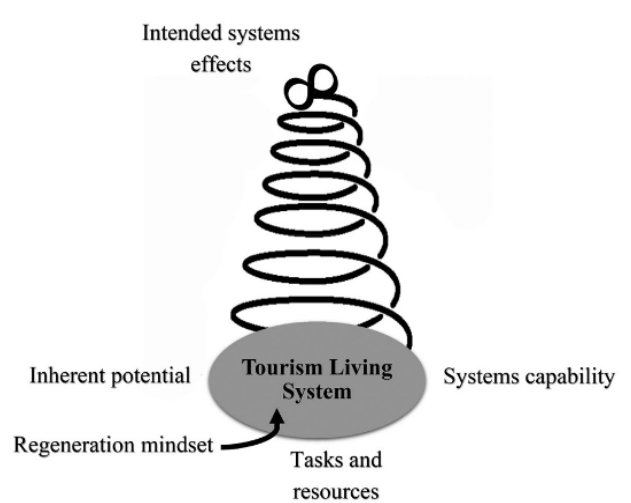 Intended systems
effects
Inherent potential
Tourism Living
System
Systems capability
Regeneration mindset
Tasks and
resources